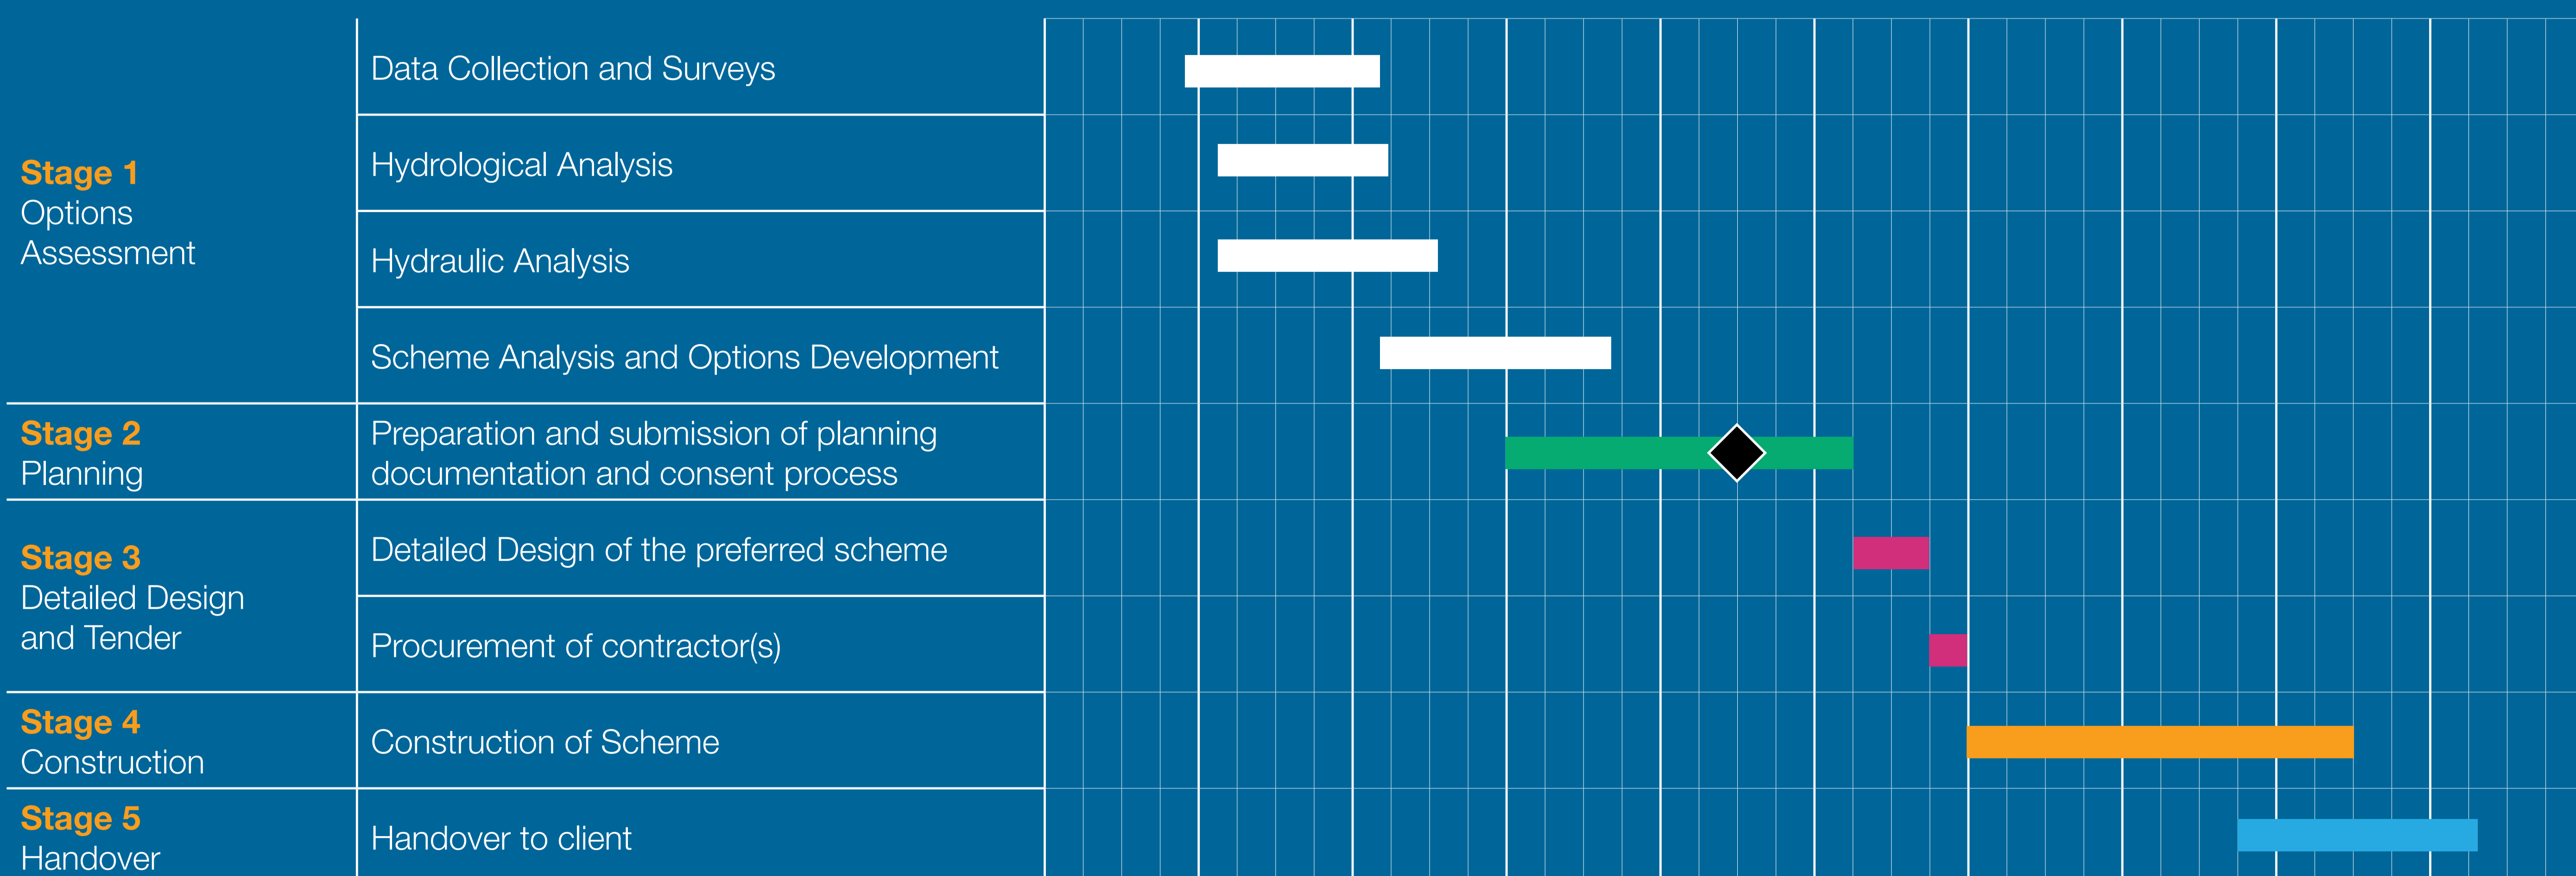 Stage 1
Options
Assessment
Data Collection and Surveys
Hydrological Analysis
Hydraulic Analysis
Scheme Analysis and Options Development
Stage 2
Planning
Preparation and submission of planning
documentation and consent process
Stage 3
Detailed Design
and Tender
Detailed Design of the preferred scheme
Procurement of contractor(s)
Stage 4
Construction
Construction of Scheme
Stage 5
Handover
Handover to client